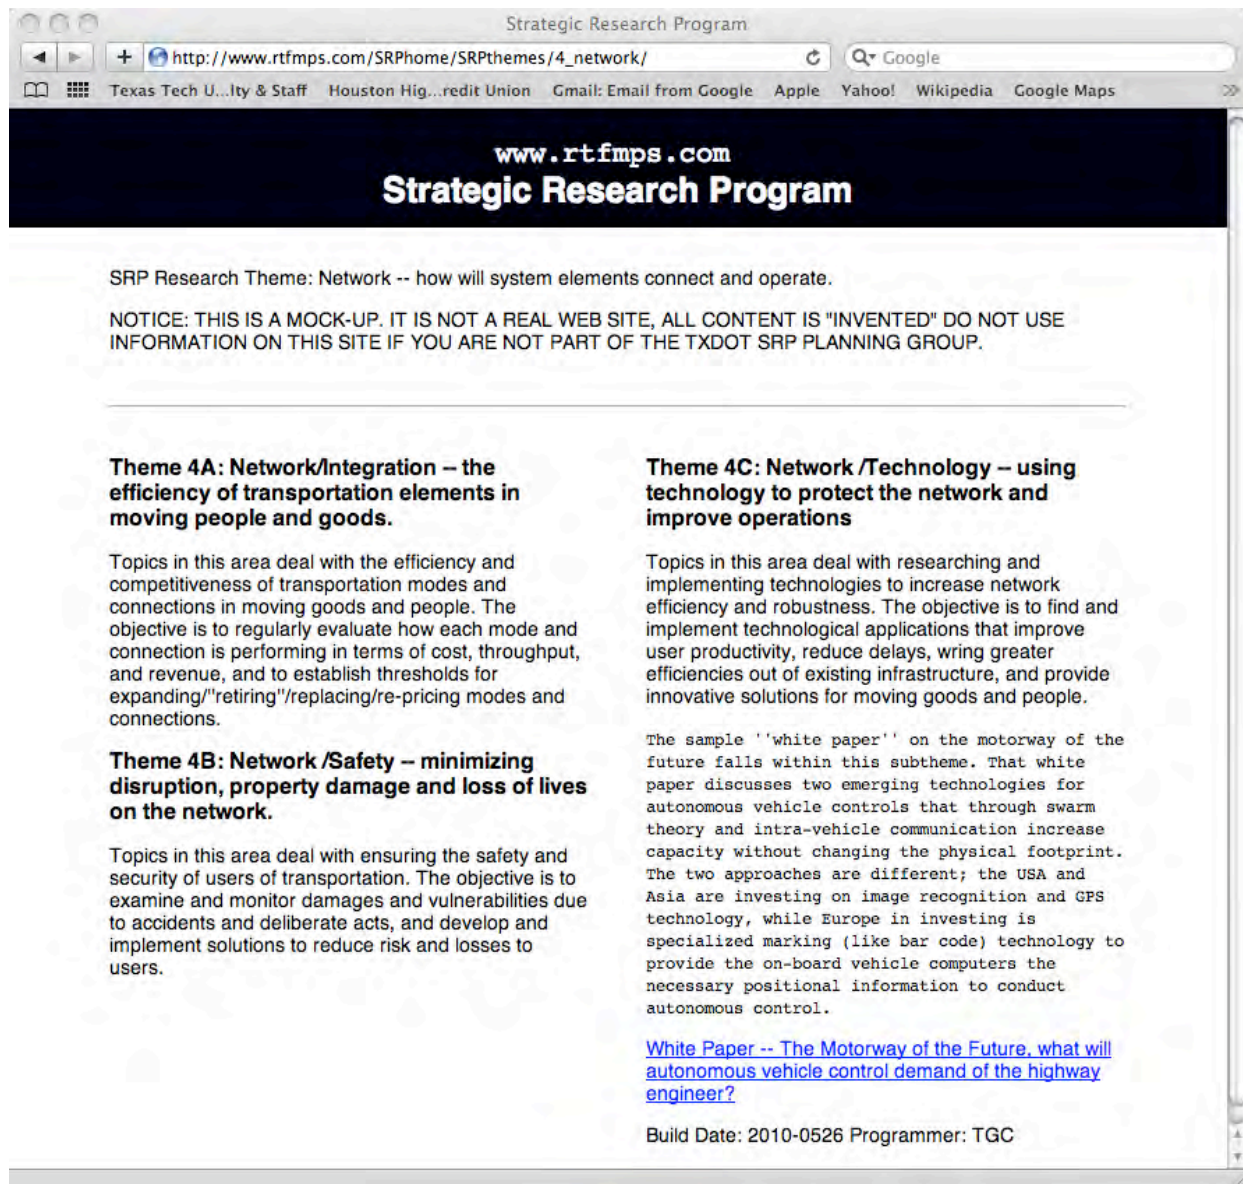 Strategic Research Program
http://www.rtfmps.com/SRPhome/SRPthemes/4_network/
Google
Texas Tech U...lty & Staff Houston Hig...redit Union Gmail: Email from Google Apple Yahoo! Wikipedia Google Maps
www.rtfmps.com
Strategic Research Program
SRP Research Theme: Network -- how will system elements connect and operate.
NOTICE: THIS IS A MOCK-UP. IT IS NOT A REAL WEB SITE, ALL CONTENT IS "INVENTED" DO NOT USE
INFORMATION ON THIS SITE IF YOU ARE NOT PART OF THE TXDOT SRP PLANNING GROUP.
Theme 4A: Network/Integration -- the
efficiency of transportation elements in
moving people and goods.
Topics in this area deal with the efficiency and
competitiveness of transportation modes and
connections in moving goods and people. The
objective is to regularly evaluate how each mode and
connection is performing in terms of cost, throughput,
and revenue, and to establish thresholds for
expanding/"retiring"/replacing/re-pricing modes and
connections.
Theme 4B: Network /Safety -- minimizing
disruption, property damage and loss of lives
on the network.
Topics in this area deal with ensuring the safety and
security of users of transportation. The objective is to
examine and monitor damages and vulnerabilities due
to accidents and deliberate acts, and develop and
implement solutions to reduce risk and losses to
users.
Theme 4C: Network /Technology -- using
technology to protect the network and
improve operations
Topics in this area deal with researching and
implementing technologies to increase network
efficiency and robustness. The objective is to find and
implement technological applications that improve
user productivity, reduce delays, wring greater
efficiencies out of existing infrastructure, and provide
innovative solutions for moving goods and people.
The sample ''white paper'' on the motorway of the
future falls within this subtheme. That white
paper discusses two emerging technologies for
autonomous vehicle controls that through swarm
theory and intra-vehicle communication increase
capacity without changing the physical footprint.
The two approaches are different; the USA and
Asia are investing on image recognition and GPS
technology, while Europe in investing is
specialized marking (like bar code) technology to
provide the on-board vehicle computers the
necessary positional information to conduct
autonomous control.
White Paper -- The Motorway of the Future, what will
autonomous vehicle control demand of the highway
engineer?
Build Date: 2010-0526 Programmer: TGC